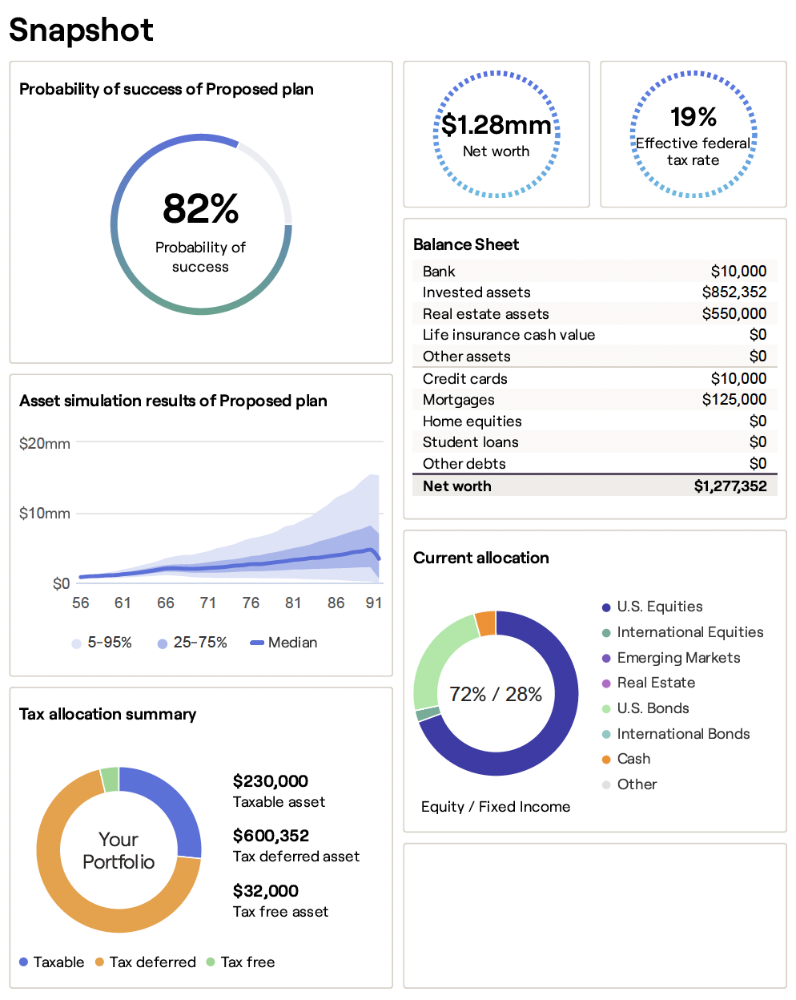 Snapshot
Probability of success of Proposed plan
82%
Probability of
success
$1.28mm
Net worth
19%
Effective federal
tax rate
Balance Sheet
Bank $10,000
Invested assets $852,352
Real estate assets $550,000
Life insurance cash value $0
Other assets $0
Credit cards $10,000
Mortgages $125,000
Home equities $0
Student loans $0
Other debts $0
Net worth $1,277,352
Asset simulation results of Proposed plan
$20mm
$10mm
$0
56 61 66 71 76 81 86 91
5-95% 25-75% Median
Current allocation
72% / 28%
Equity / Fixed Income
U.S. Equities
International Equities
Emerging Markets
Real Estate
U.S. Bonds
International Bonds
Cash
Other
Tax allocation summary
Your
Portfolio
$230,000
Taxable asset
$600,352
Tax deferred asset
$32,000
Tax free asset
Taxable Tax deferred Tax free